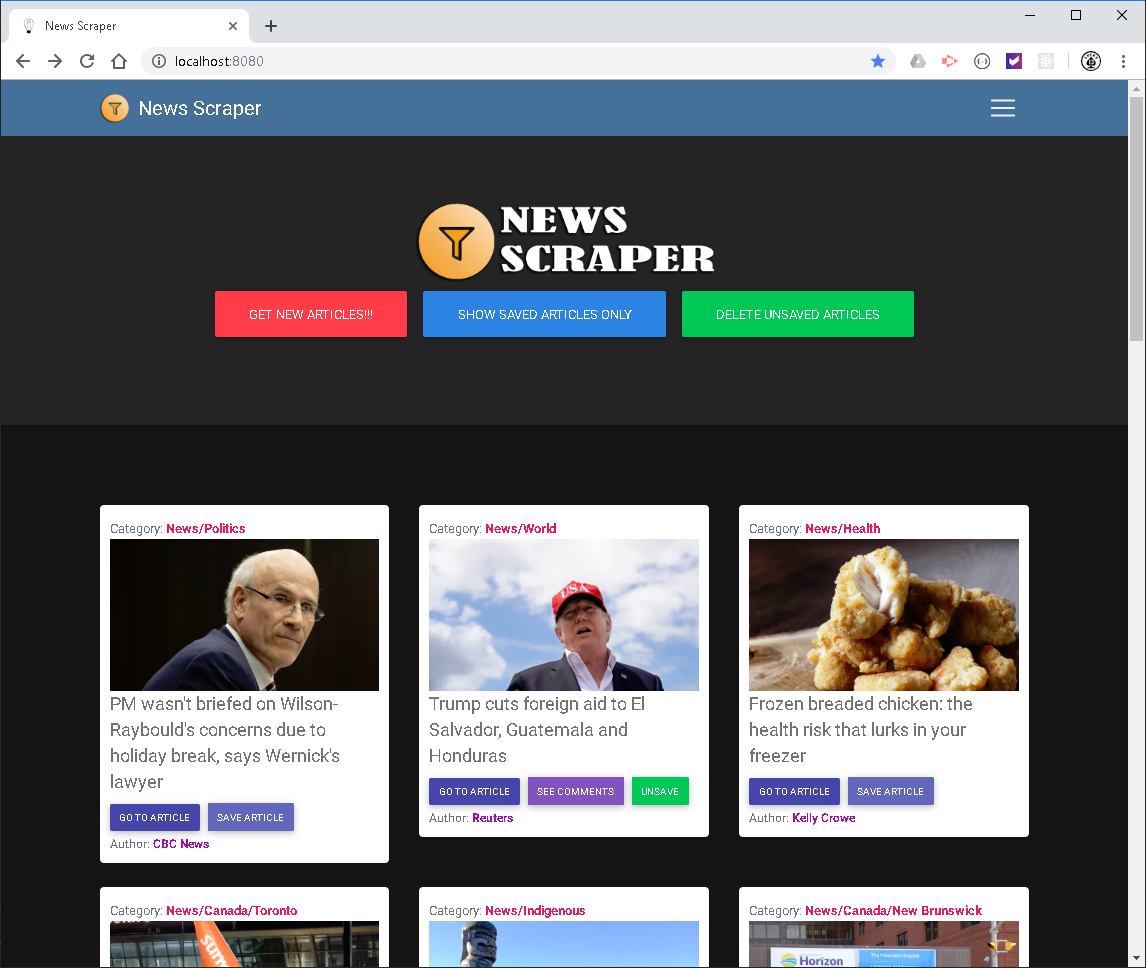 News Scraper
localhost:8080
News Scraper
NEWS
SCRAPER
GET NEW ARTICLES!!!
SHOW SAVED ARTICLES ONLY
DELETE UNSAVED ARTICLES
Category: News/Politics
PM wasn't briefed on Wilson-
Raybould's concerns due to
holiday break, says Wernick's
lawyer
GO TO ARTICLE
SAVE ARTICLE
Author: CBC News
Category: News/World
USA
Trump cuts foreign aid to El
Salvador, Guatemala and
Honduras
GO TO ARTICLE
SEE COMMENTS
UNSAVE
Author: Reuters
Category: News/Health
Frozen breaded chicken: the
health risk that lurks in your
freezer
GO TO ARTICLE
SAVE ARTICLE
Author: Kelly Crowe
Category: News/Canada/Toronto
sunw
Category: News/Indigenous
Category: News/Canada/New Brunswick
Horizon
The Moncton Hospital